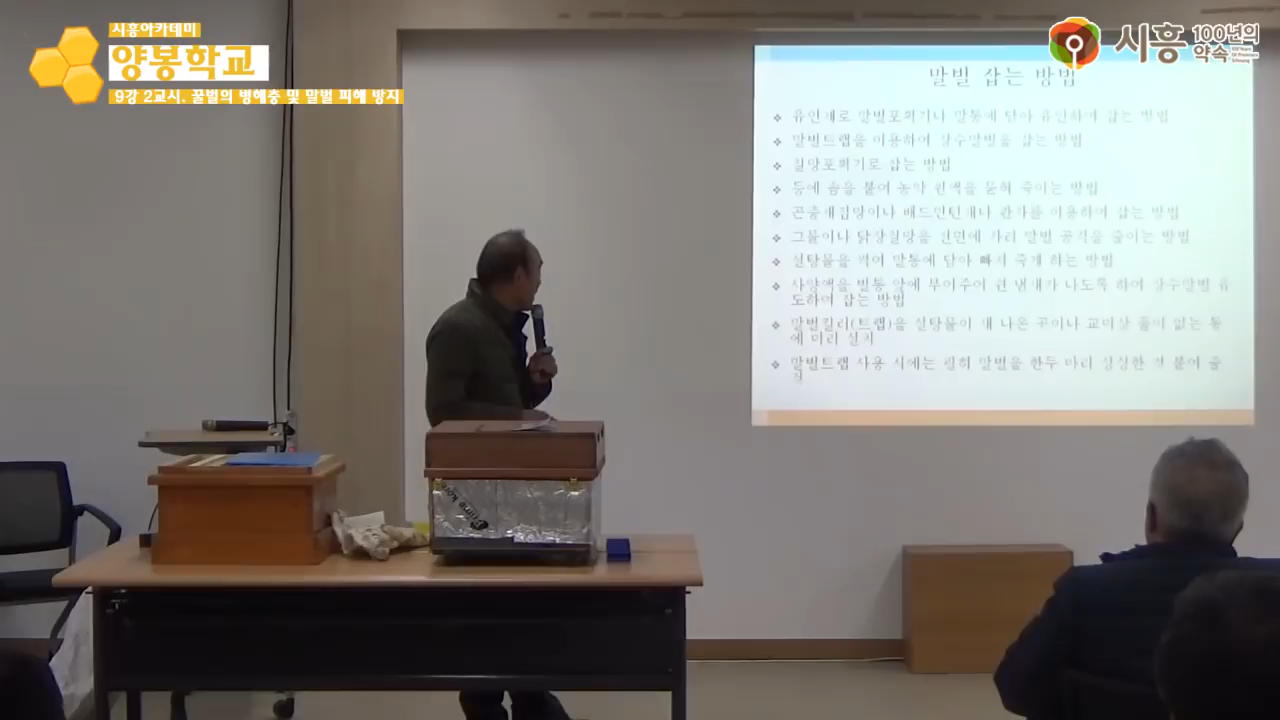 시흥아카데미
양봉학교
9강 2교시. 꿀벌의 병해충 및 말벌 피해 방지
시흥 100년의 약속
말벌 잡는 방법
유인제로 말벌포획기나 말통에 담아 유인하여 잡는 방법
말벌트랩을 이용하여 장수말벌을 잡는 방법
철망포획기로 잡는 방법
등에 솜을 붙여 농약 원액을 묻혀 죽이는 방법
곤충채집망이나 배드민턴채나 판자를 이용하여 잡는 방법
그물이나 닭장철망을 전면에 가려 말벌 공격을 줄이는 방법
설탕물을 썩여 말통에 담아 빠져 죽게 하는 방법
사양액을 벌통 앞에 부어주어 냄새가 나도록 하여 장수말벌 유
도하여 잡는 방법
말벌킬러(트랩)을 설탕물이 새 나온 꾼이나 교미상 풀이 없는 통
에 미리 설치
말벌트랩 사용 시에는 필히 말벌을 한두 마리 싱싱한 것 붙여 줄
것
Prime kore